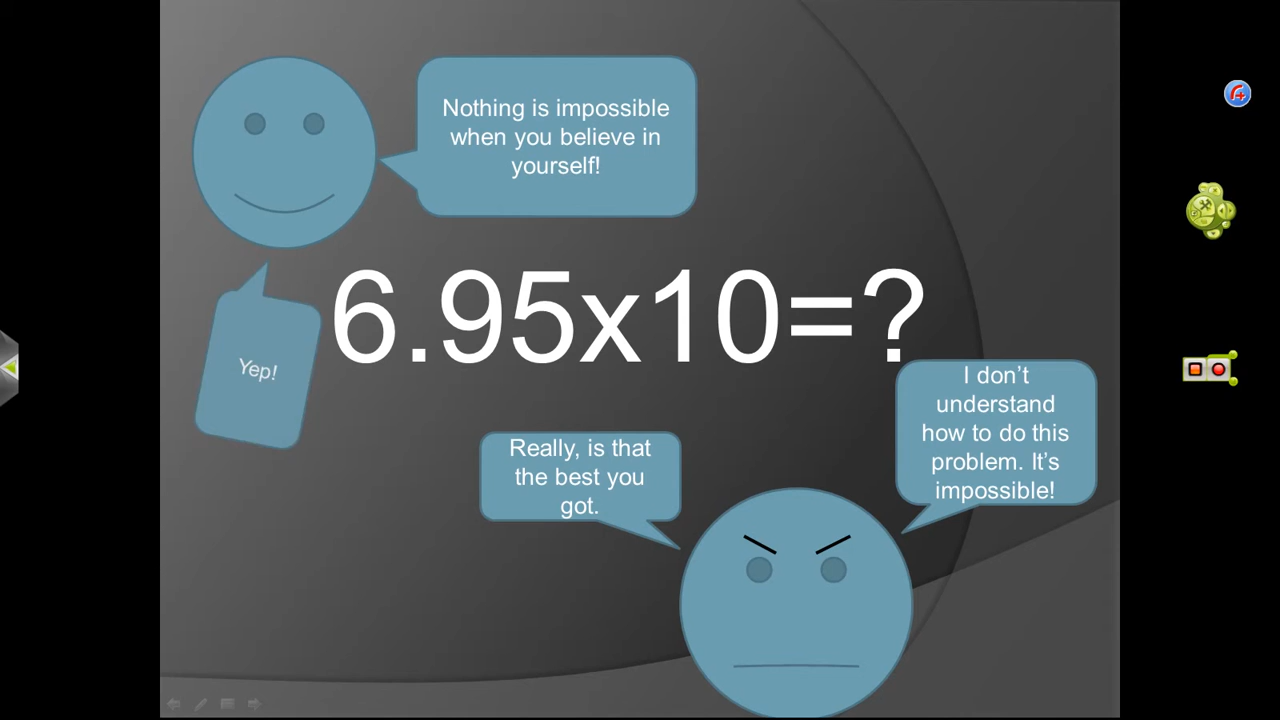 Nothing is impossible
when you believe in
yourself!
6.95x10=?
Yep!
I don’t
understand
how to do this
problem. It’s
impossible!
Really, is that
the best you
got.